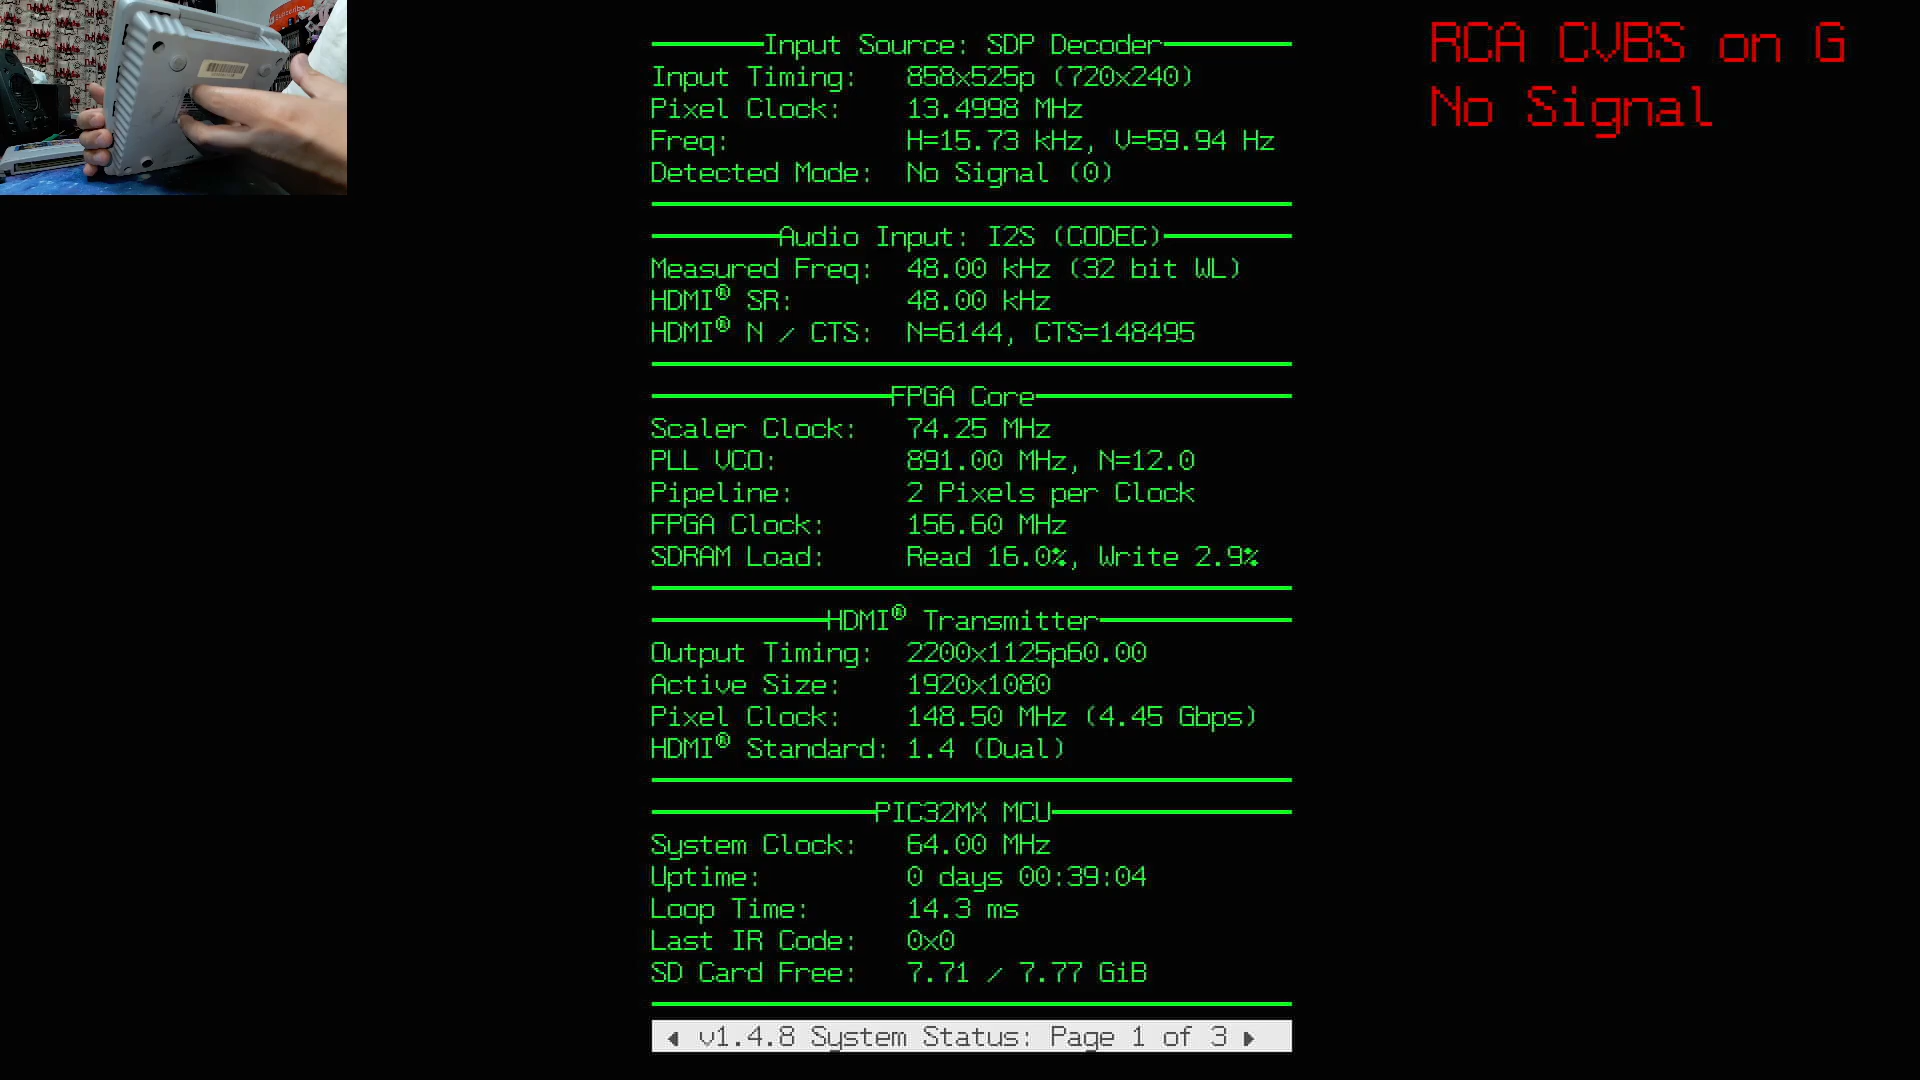 Input Source: SDP Decoder
Input Timing: 858x525p (720x240)
Pixel Clock: 13.4998 MHz
Freq: H=15.73 kHz, V=59.94 Hz
Detected Mode: No Signal (0)
Audio Input: I2S (CODEC)
Measured Freq: 48.00 kHz (32 bit WL)
HDMI® SR: 48.00 kHz
HDMI® N / CTS: N=6144, CTS=148495
FPGA Core
Scaler Clock: 74.25 MHz
PLL VCO: 891.00 MHz, N=12.0
Pipeline: 2 Pixels per Clock
FPGA Clock: 156.60 MHz
SDRAM Load: Read 16.0%, Write 2.9%
HDMI® Transmitter
Output Timing: 2200x1125p60.00
Active Size: 1920x1080
Pixel Clock: 148.50 MHz (4.45 Gbps)
HDMI® Standard: 1.4 (Dual)
PIC32MX MCU
System Clock: 64.00 MHz
Uptime: 0 days 00:39:04
Loop Time: 14.3 ms
Last IR Code: 0x0
SD Card Free: 7.71 / 7.77 GiB
◀ v1.4.8 System Status: Page 1 of 3 ▶
RCA CVBS on G
No Signal